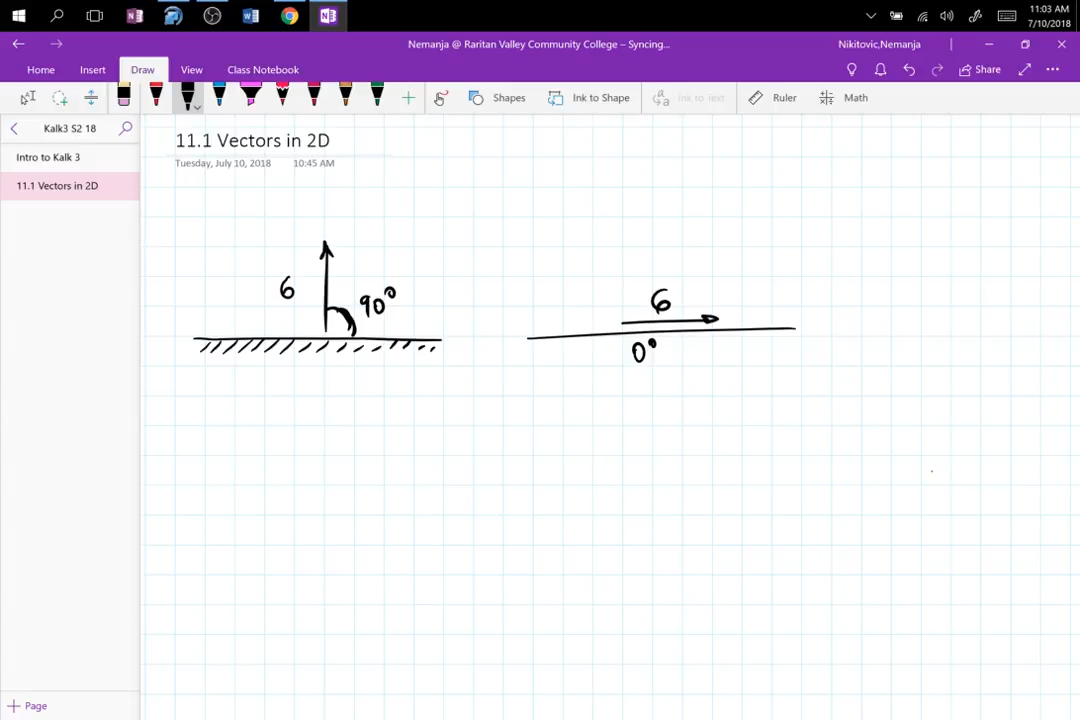 11:03 AM
7/10/2018
Nemanja @ Raritan Valley Community College – Syncing...
Nikitovic,Nemanja
Home
Insert
Draw
View
Class Notebook
Share
Shapes
Ink to Shape
Ink to Text
Ruler
Math
Kalk3 S2 18
Intro to Kalk 3
11.1 Vectors in 2D
11.1 Vectors in 2D
Tuesday, July 10, 2018 10:45 AM
6
90°
6
0°
Page